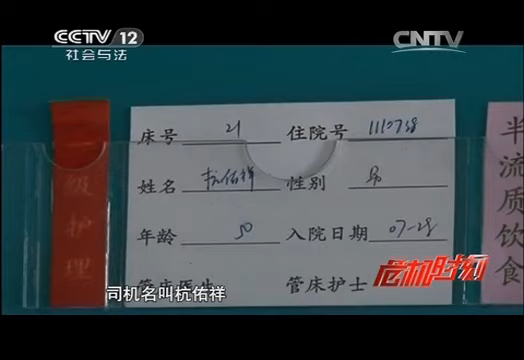 CCTV 12
社会与法
CNTV
床号 21 住院号 1110758
级护理
姓名 杭佑祥 性别 男
年龄 50 入院日期 07-28
半流质饮食
管床护士
危机时刻
司机名叫杭佑祥